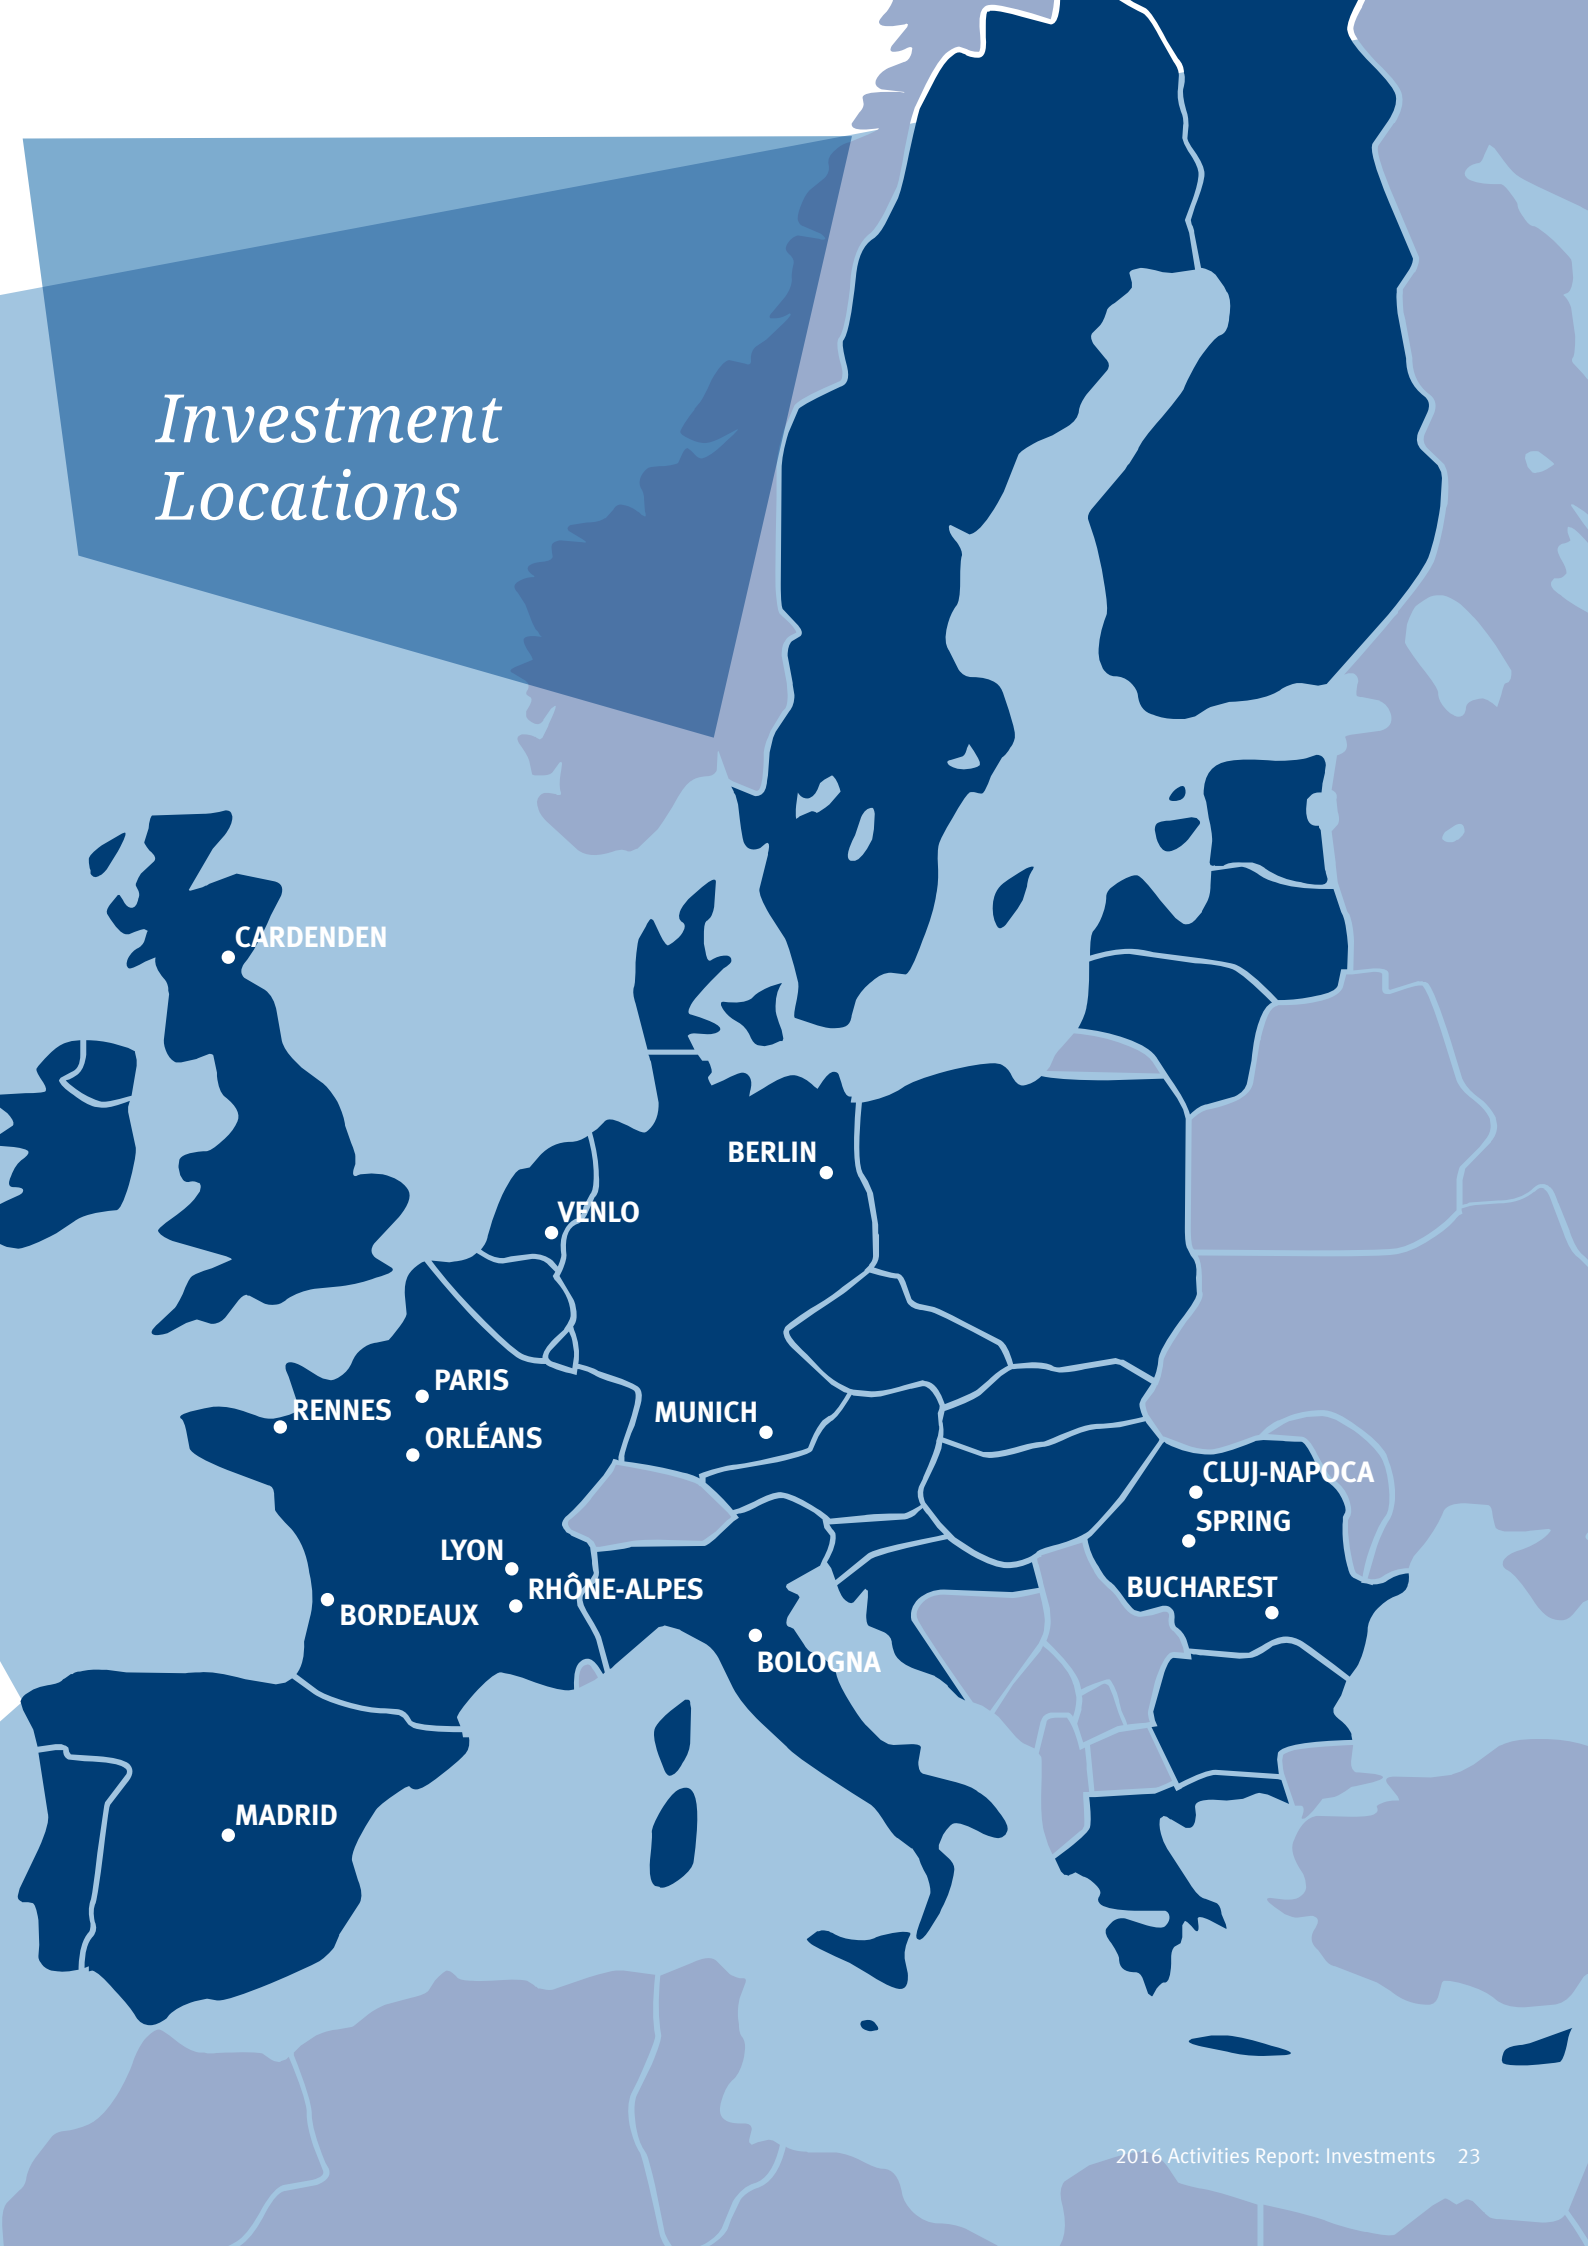 Investment
Locations
CARDENDEN
BERLIN
VENLO
PARIS
RENNES
ORLÉANS
MUNICH
CLUJ-NAPOCA
SPRING
LYON
RHÔNE-ALPES
BUCHAREST
BORDEAUX
BOLOGNA
MADRID
2016 Activities Report: Investments 23